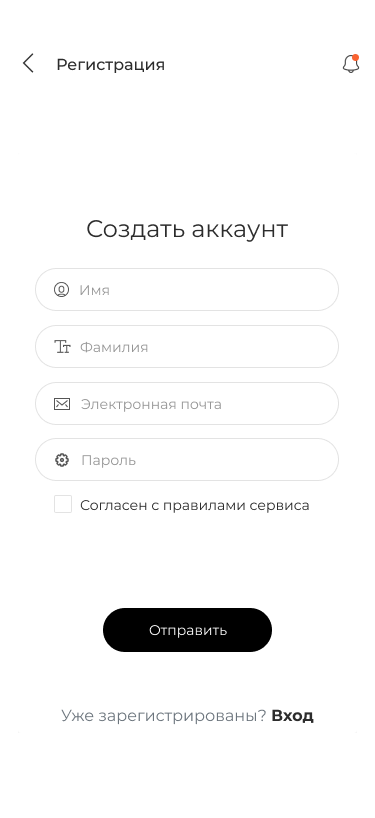 Регистрация
Создать аккаунт
Имя
Фамилия
Электронная почта
Пароль
Согласен с правилами сервиса
Отправить
Уже зарегистрированы? Вход